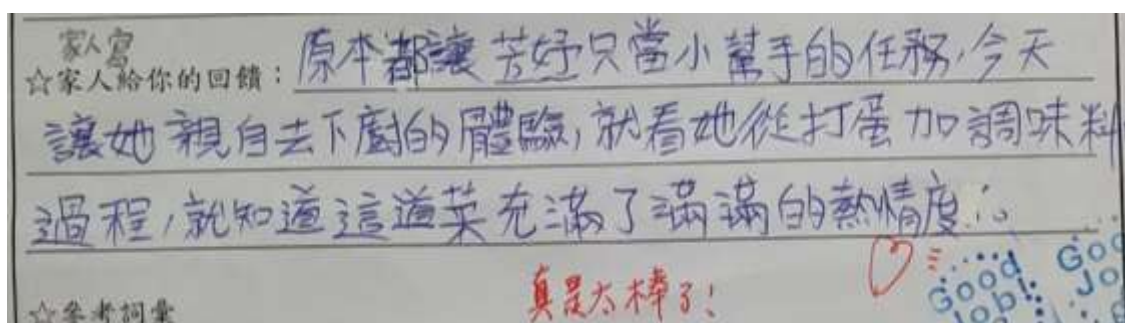 家人寫
☆家人給你的回饋：原本都讓芳妤只當小幫手的任務，今天
讓她親自去下廚的體驗，就看她從打蛋加調味料
過程，就知道這道菜充滿了滿滿的熱情度。
真是太棒了！
Good Job!
Good Jo
☆參考詞彙